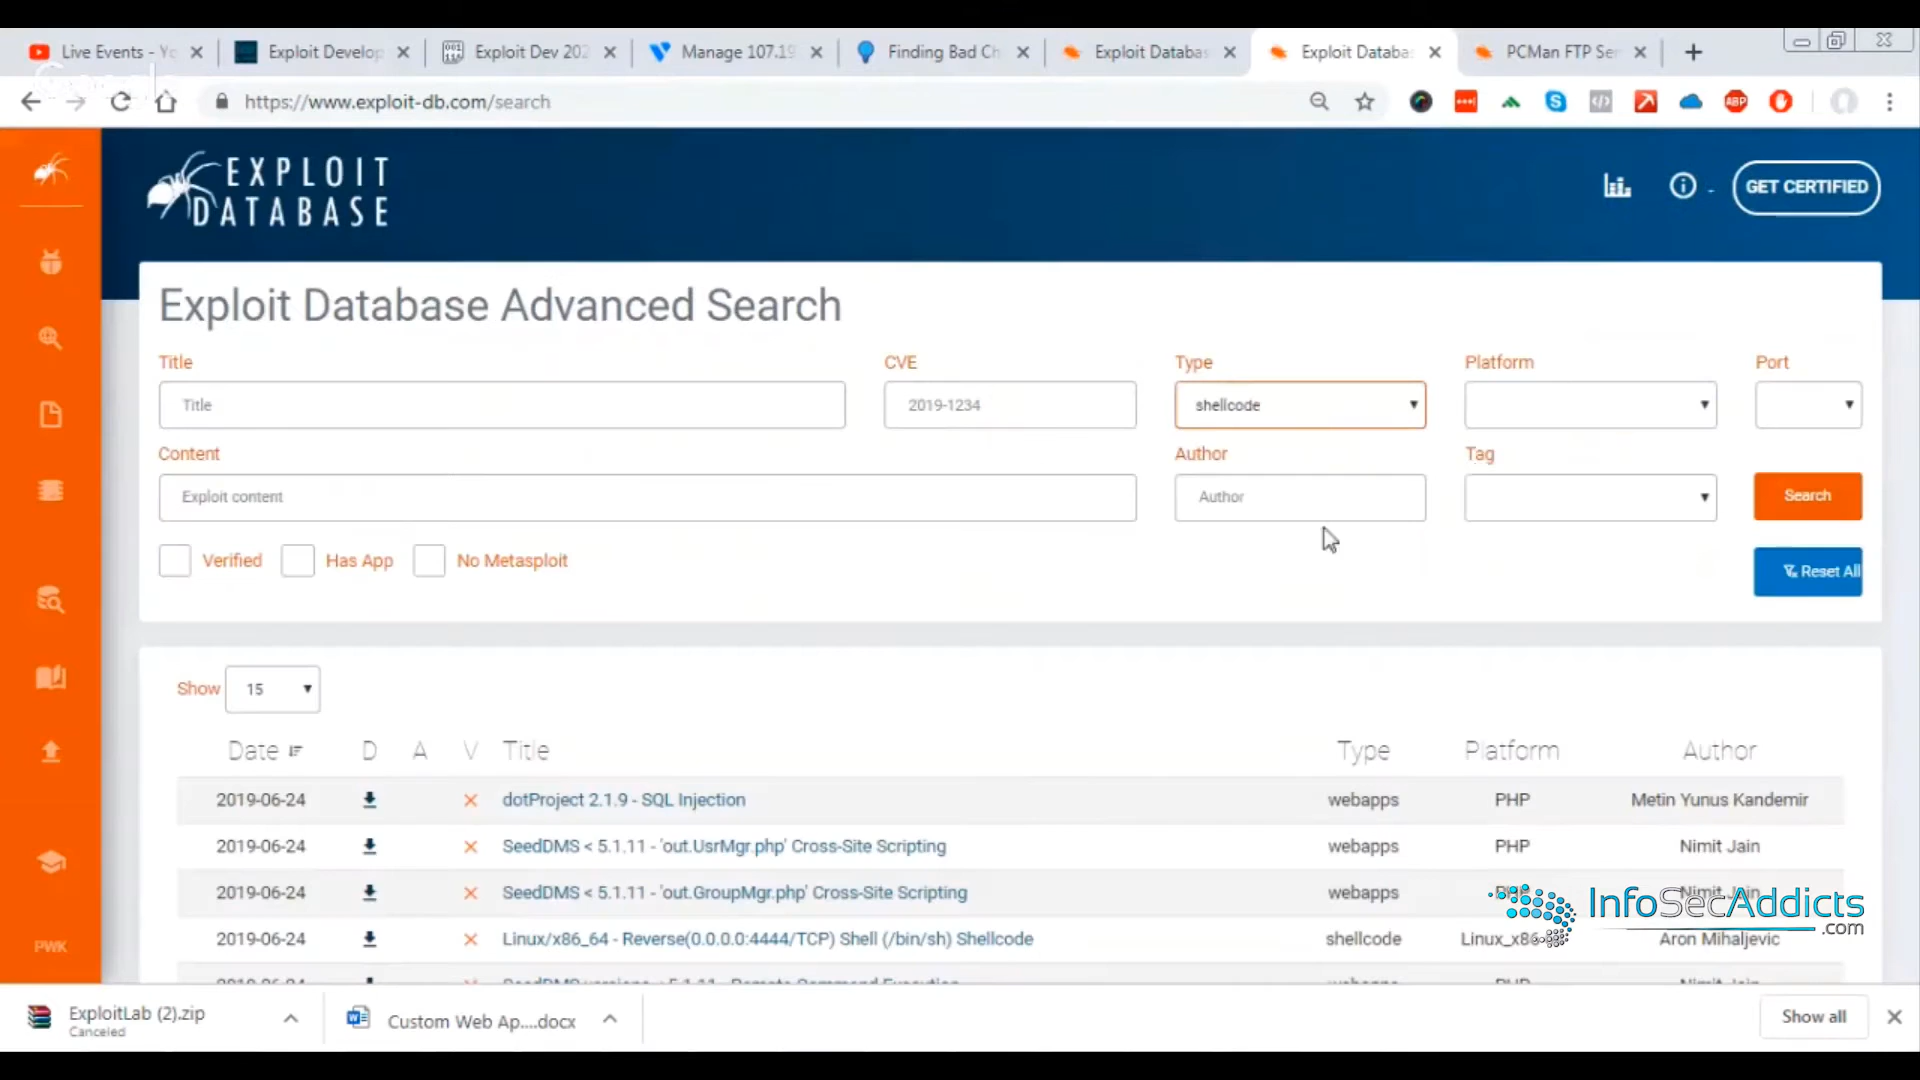 Live Events - Yo
Exploit Develop
Exploit Dev 202
Manage 107.19
Finding Bad Ch
Exploit Databas
Exploit Databa
PCMan FTP Ser
Google
https://www.exploit-db.com/search
ABP
EXPLOIT
DATABASE
GET CERTIFIED
Exploit Database Advanced Search
Title
CVE
Type
Platform
Port
Title
2019-1234
shellcode
Content
Author
Tag
Exploit content
Author
Search
Verified
Has App
No Metasploit
Reset All
Show 15
Date D A V Title Type Platform Author
2019-06-24 dotProject 2.1.9 - SQL Injection webapps PHP Metin Yunus Kandemir
2019-06-24 SeedDMS < 5.1.11 - 'out.UsrMgr.php' Cross-Site Scripting webapps PHP Nimit Jain
2019-06-24 SeedDMS < 5.1.11 - 'out.GroupMgr.php' Cross-Site Scripting webapps PHP Nimit Jain
InfoSecAddicts
.com
2019-06-24 Linux/x86_64 - Reverse(0.0.0.0:4444/TCP) Shell (/bin/sh) Shellcode shellcode Linux_x86 Aron Mihaljevic
PWK
ExploitLab (2).zip
Canceled
Custom Web Ap....docx
Show all